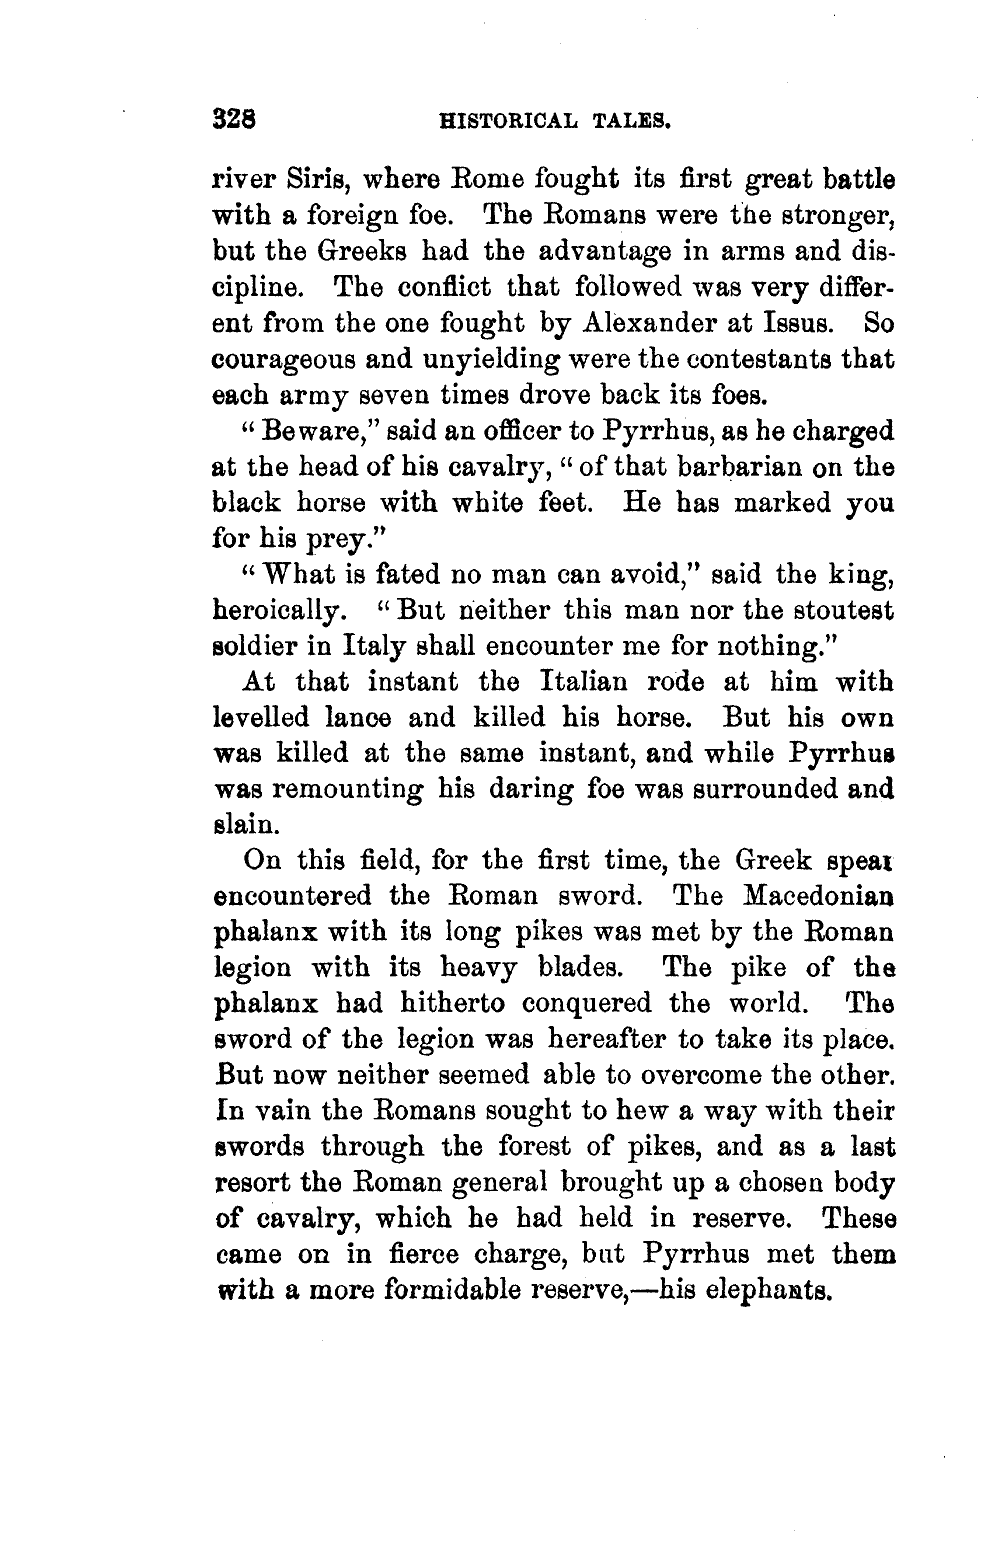 328 HISTORICAL TALES.
river Siris, where Rome fought its first great battle
with a foreign foe. The Romans were the stronger,
but the Greeks had the advantage in arms and dis-
cipline. The conflict that followed was very differ-
ent from the one fought by Alexander at Issus. So
courageous and unyielding were the contestants that
each army seven times drove back its foes.
“Beware,” said an officer to Pyrrhus, as he charged
at the head of his cavalry, “of that barbarian on the
black horse with white feet. He has marked you
for his prey.”
“What is fated no man can avoid,” said the king,
heroically. “But neither this man nor the stoutest
soldier in Italy shall encounter me for nothing.”
At that instant the Italian rode at him with
levelled lance and killed his horse. But his own
was killed at the same instant, and while Pyrrhus
was remounting his daring foe was surrounded and
slain.
On this field, for the first time, the Greek spear
encountered the Roman sword. The Macedonian
phalanx with its long pikes was met by the Roman
legion with its heavy blades. The pike of the
phalanx had hitherto conquered the world. The
sword of the legion was hereafter to take its place.
But now neither seemed able to overcome the other.
In vain the Romans sought to hew a way with their
swords through the forest of pikes, and as a last
resort the Roman general brought up a chosen body
of cavalry, which he had held in reserve. These
came on in fierce charge, but Pyrrhus met them
with a more formidable reserve,—his elephants.